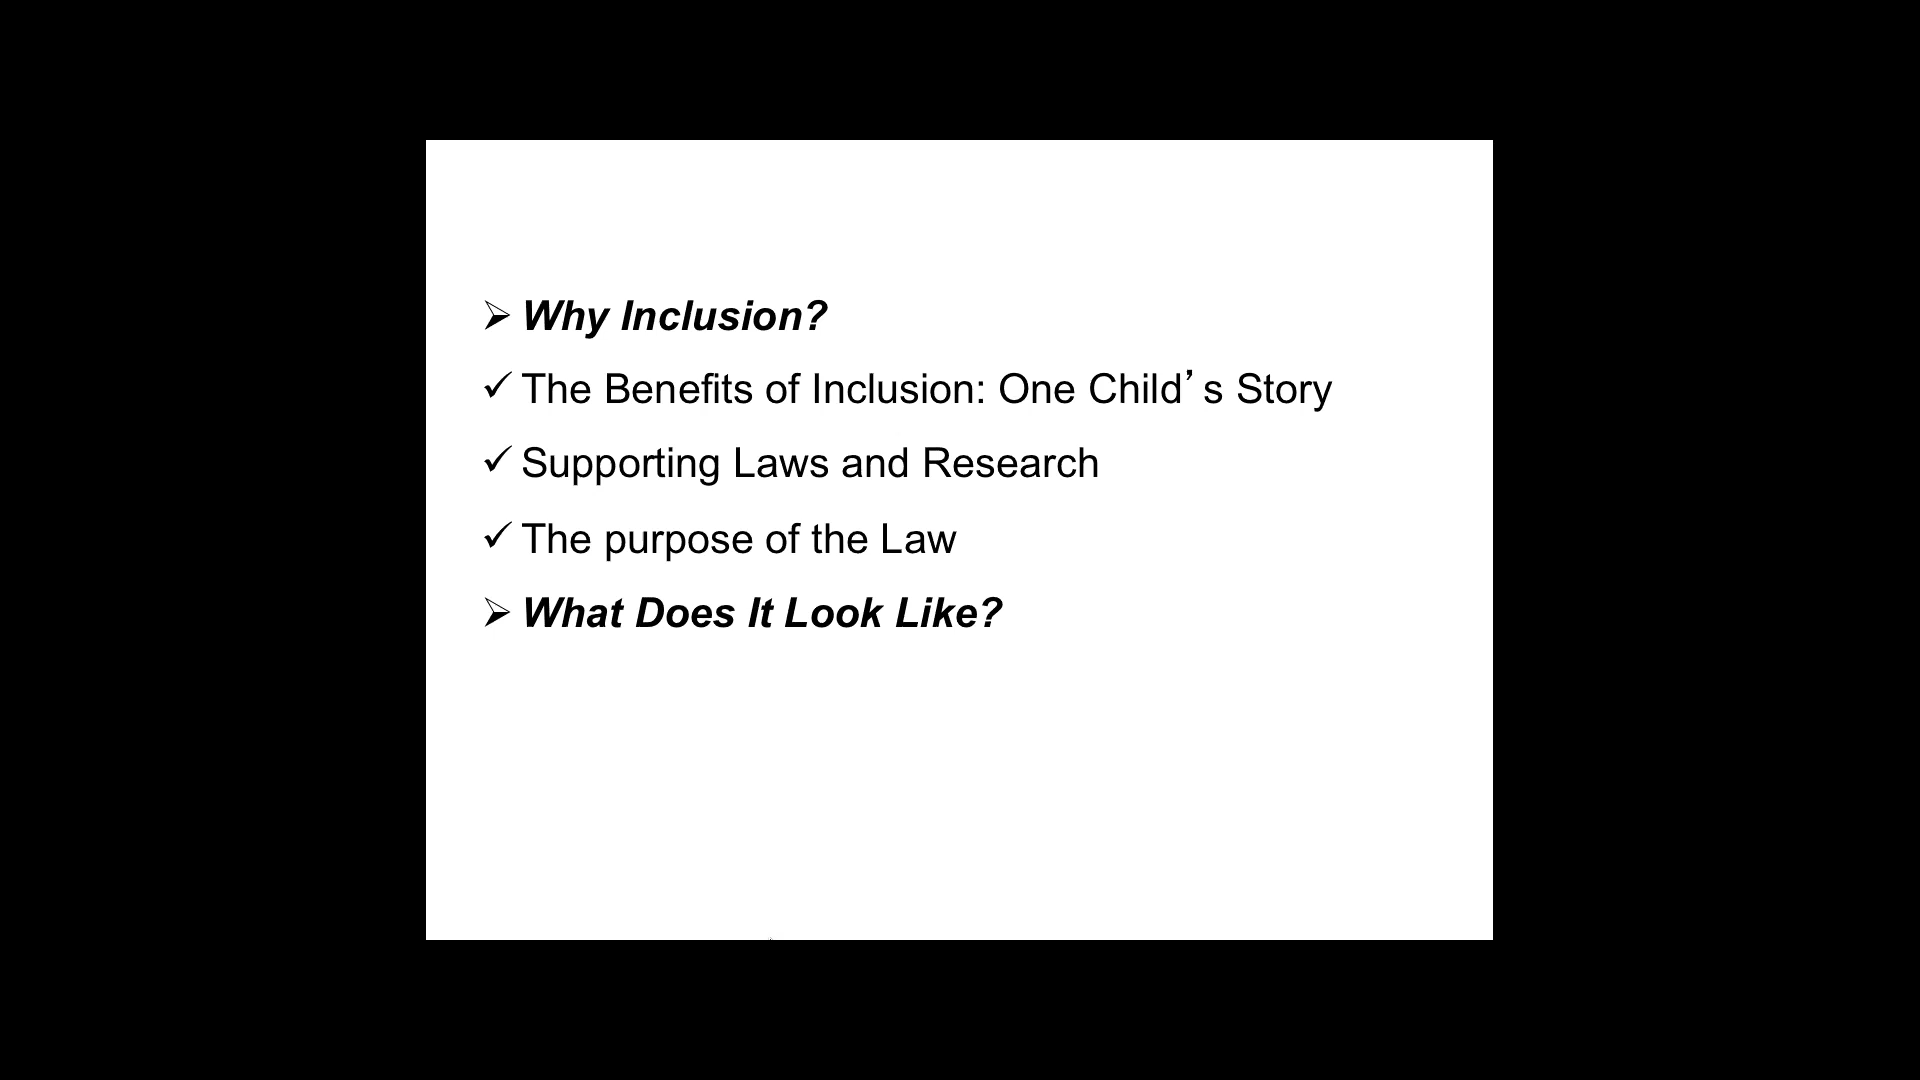 ➢ Why Inclusion?
✓ The Benefits of Inclusion: One Child’s Story
✓ Supporting Laws and Research
✓ The purpose of the Law
➢ What Does It Look Like?